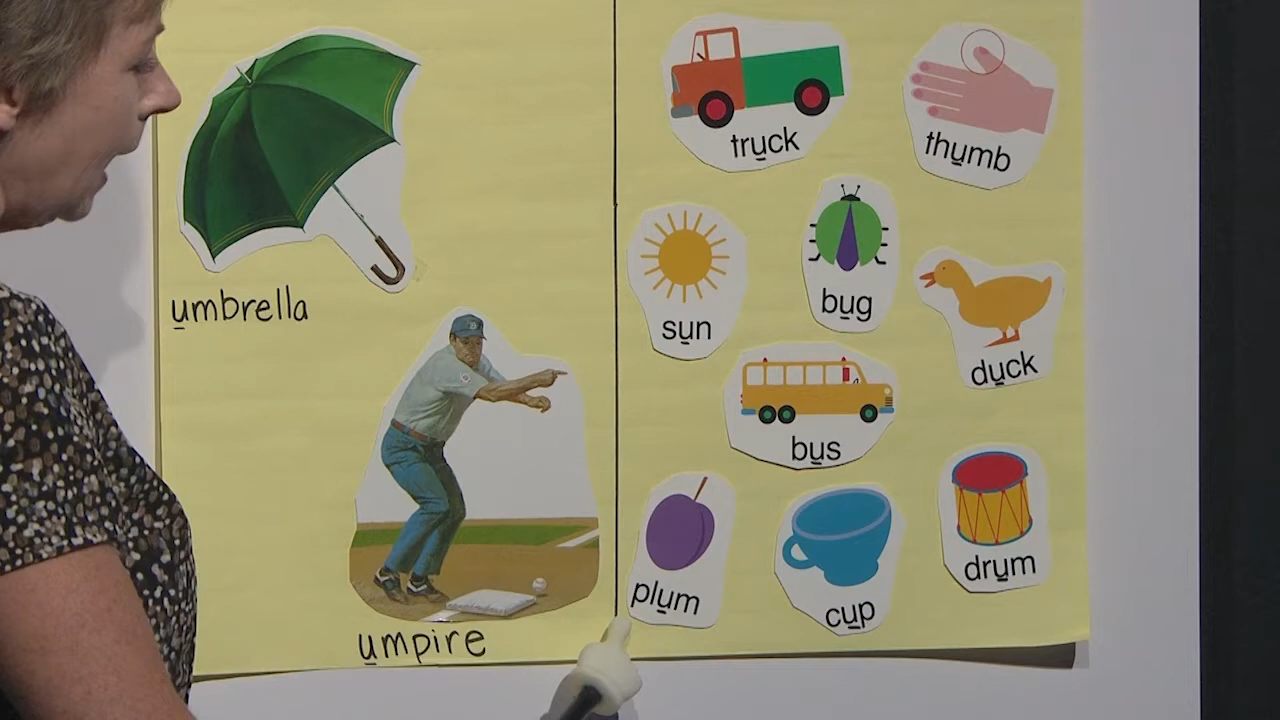 umbrella
umpire
truck
thumb
sun
bug
duck
bus
plum
cup
drum